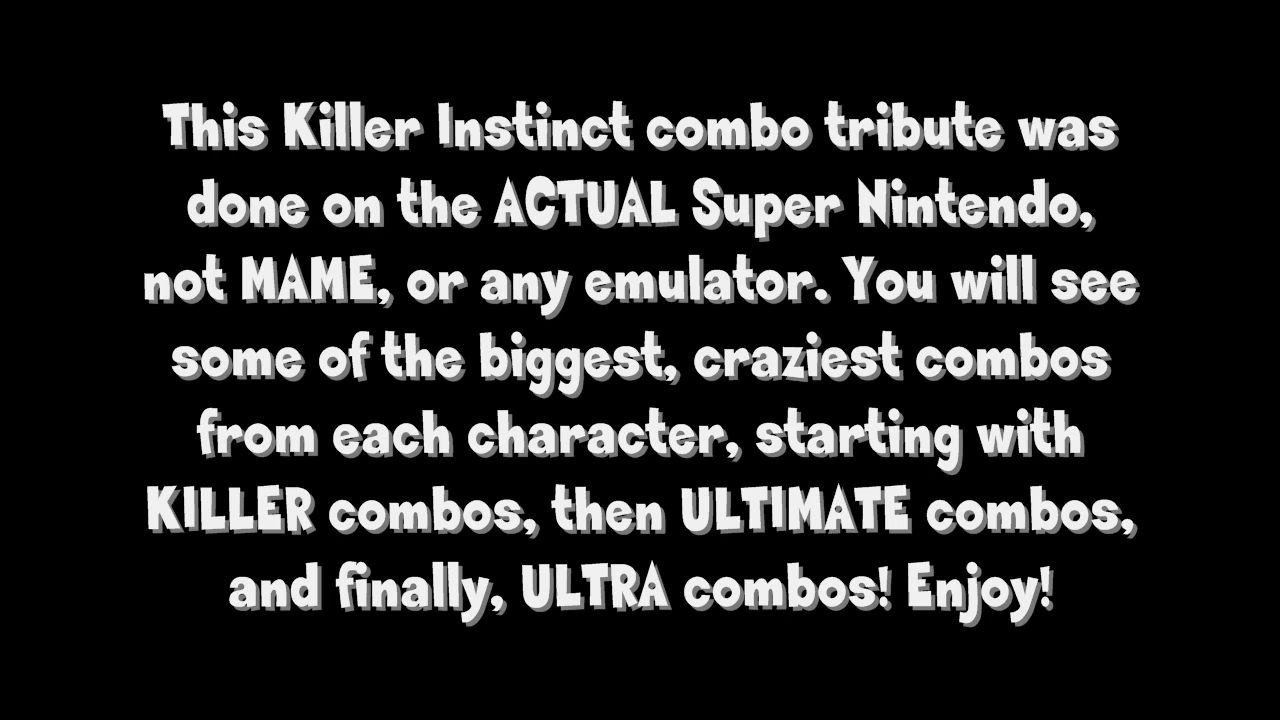 This Killer Instinct combo tribute was
done on the ACTUAL Super Nintendo,
not MAME, or any emulator. You will see
some of the biggest, craziest combos
from each character, starting with
KILLER combos, then ULTIMATE combos,
and finally, ULTRA combos! Enjoy!